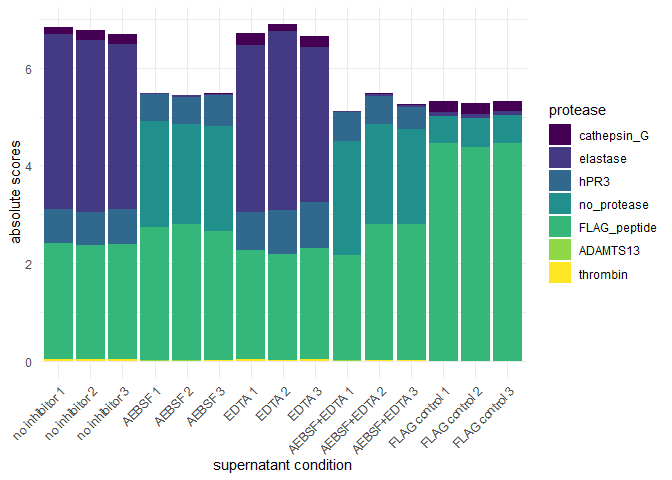 absolute scores
6
4
2
0
no inhibitor 1
no inhibitor 2
no inhibitor 3
AEBSF 1
AEBSF 2
AEBSF 3
EDTA 1
EDTA 2
EDTA 3
AEBSF+EDTA 1
AEBSF+EDTA 2
AEBSF+EDTA 3
FLAG control 1
FLAG control 2
FLAG control 3
supernatant condition
protease
cathepsin_G
elastase
hPR3
no_protease
FLAG_peptide
ADAMTS13
thrombin